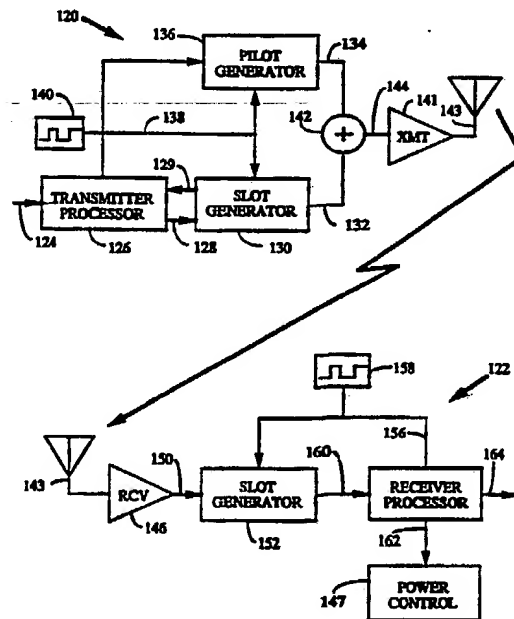 120
136
PILOT
GENERATOR
134
140
138
142
+
144
141
XMT
143
129
TRANSMITTER
PROCESSOR
SLOT
GENERATOR
132
124
126
128
130
158
122
156
143
150
RCV
146
SLOT
GENERATOR
152
160
RECEIVER
PROCESSOR
164
162
147
POWER
CONTROL